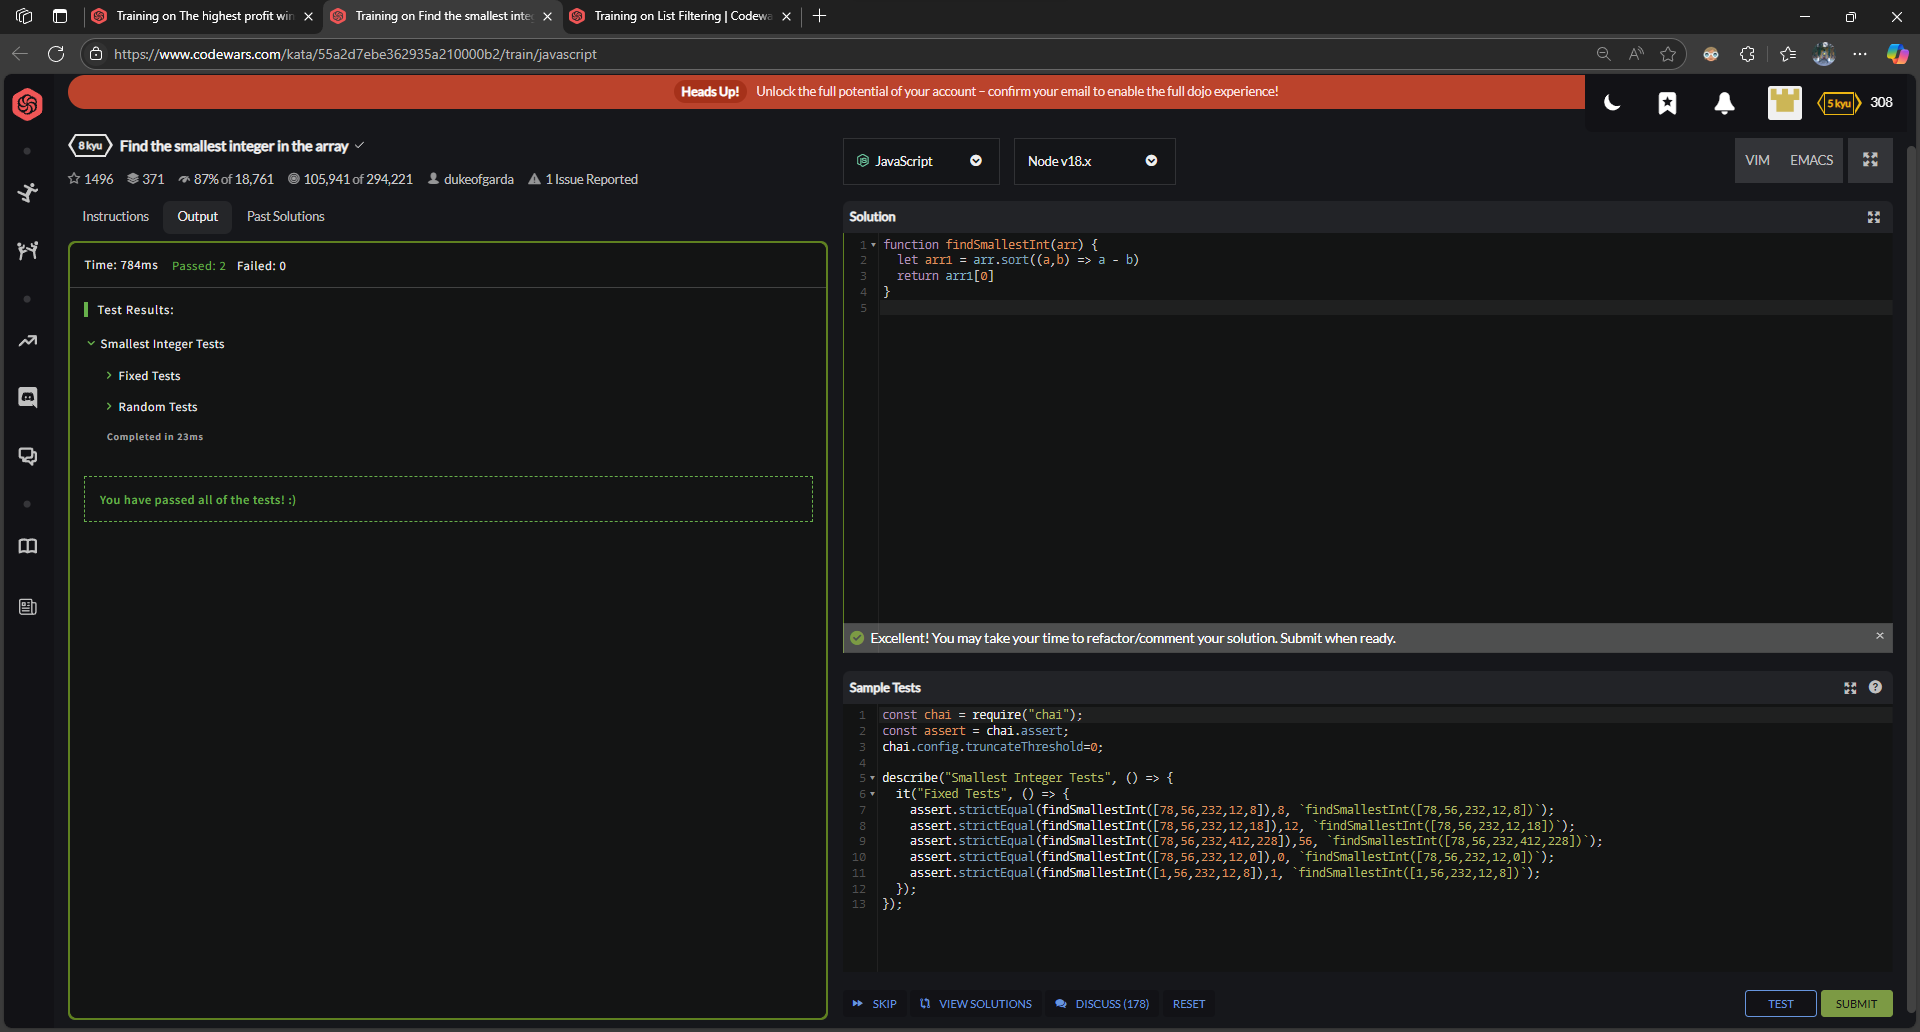 Training on The highest profit win
Training on Find the smallest inte
Training on List Filtering | Codewa
https://www.codewars.com/kata/55a2d7ebe362935a210000b2/train/javascript
Heads Up! Unlock the full potential of your account – confirm your email to enable the full dojo experience!
5 kyu 308
8 kyu Find the smallest integer in the array
1496 371 87% of 18,761 105,941 of 294,221 dukeofgarda 1 Issue Reported
JavaScript
Node v18.x
VIM EMACS
Instructions Output Past Solutions
Time: 784ms Passed: 2 Failed: 0
Test Results:
Smallest Integer Tests
Fixed Tests
Random Tests
Completed in 23ms
You have passed all of the tests! :)
Solution
1 function findSmallestInt(arr) {
2 let arr1 = arr.sort((a,b) => a - b)
3 return arr1[0]
4 }
5
Excellent! You may take your time to refactor/comment your solution. Submit when ready.
Sample Tests
1 const chai = require("chai");
2 const assert = chai.assert;
3 chai.config.truncateThreshold=0;
4
5 describe("Smallest Integer Tests", () => {
6 it("Fixed Tests", () => {
7 assert.strictEqual(findSmallestInt([78,56,232,12,8]),8, `findSmallestInt([78,56,232,12,8])`);
8 assert.strictEqual(findSmallestInt([78,56,232,12,18]),12, `findSmallestInt([78,56,232,12,18])`);
9 assert.strictEqual(findSmallestInt([78,56,232,412,228]),56, `findSmallestInt([78,56,232,412,228])`);
10 assert.strictEqual(findSmallestInt([78,56,232,12,0]),0, `findSmallestInt([78,56,232,12,0])`);
11 assert.strictEqual(findSmallestInt([1,56,232,12,8]),1, `findSmallestInt([1,56,232,12,8])`);
12 });
13 });
SKIP VIEW SOLUTIONS DISCUSS (178) RESET
TEST SUBMIT